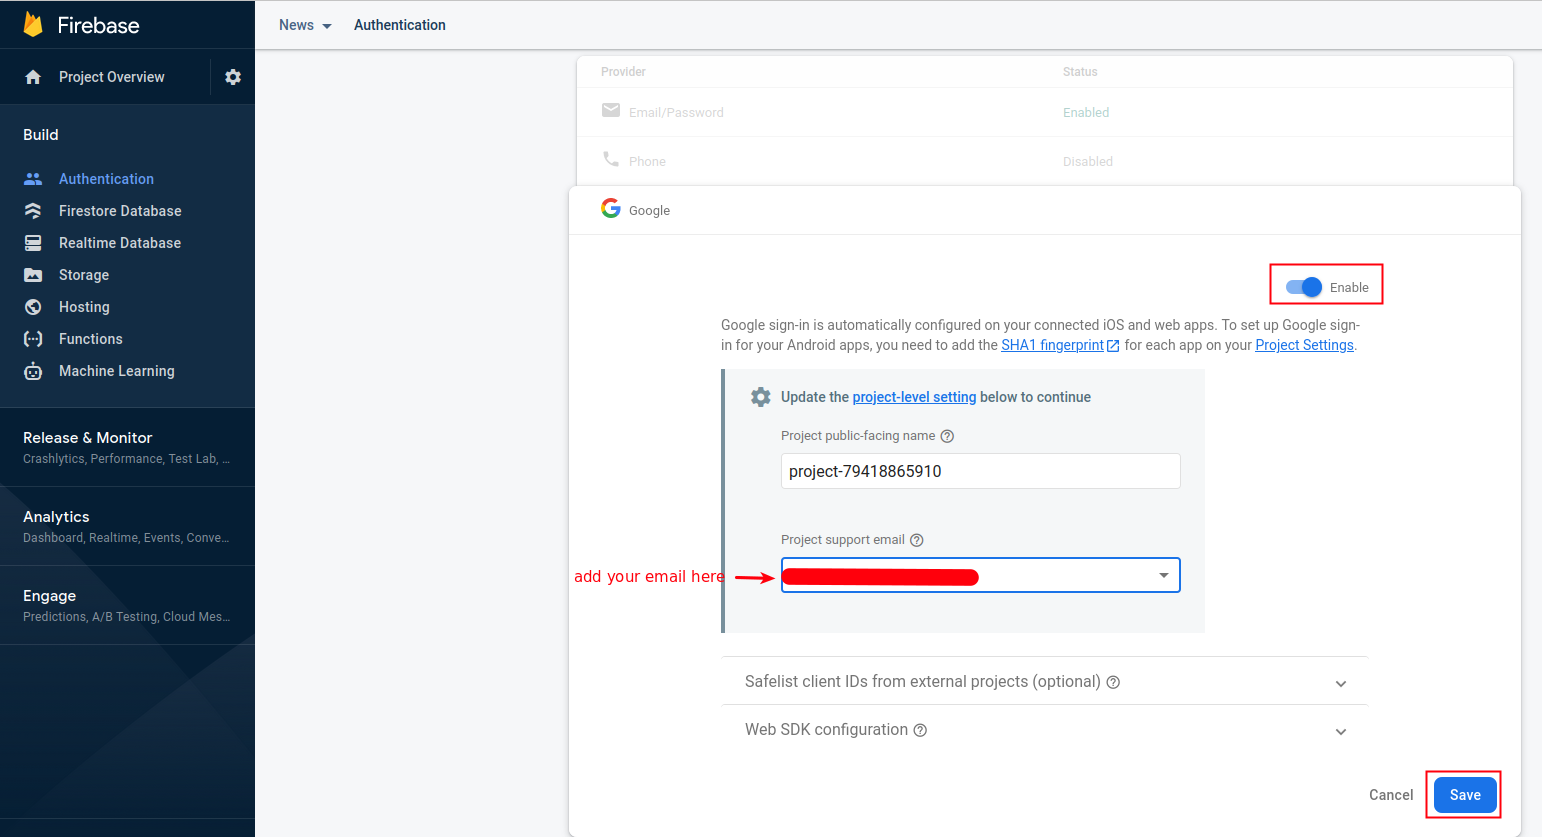 Firebase
News
Authentication
Project Overview
Build
Authentication
Firestore Database
Realtime Database
Storage
Hosting
Functions
Machine Learning
Release & Monitor
Crashlytics, Performance, Test Lab, ...
Analytics
Dashboard, Realtime, Events, Conve...
Engage
Predictions, A/B Testing, Cloud Mes...
Provider Status
Email/Password Enabled
Phone Disabled
Google
Enable
Google sign-in is automatically configured on your connected iOS and web apps. To set up Google sign-
in for your Android apps, you need to add the SHA1 fingerprint for each app on your Project Settings.
Update the project-level setting below to continue
Project public-facing name
project-79418865910
Project support email
add your email here
Safelist client IDs from external projects (optional)
Web SDK configuration
Cancel Save